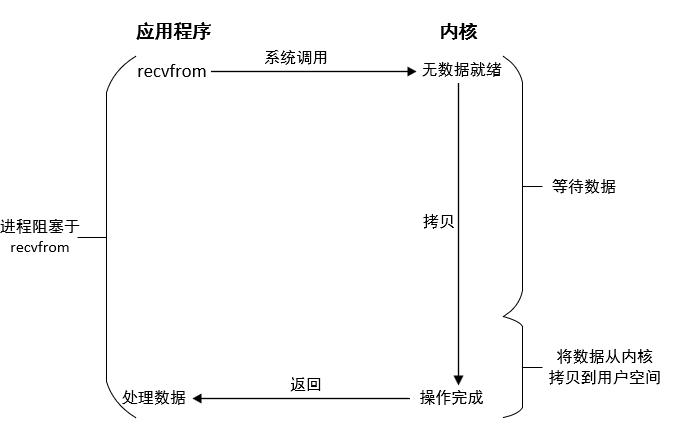 应用程序
内核
系统调用
recvfrom
无数据就绪
等待数据
拷贝
进程阻塞于
recvfrom
将数据从内核
拷贝到用户空间
返回
处理数据
操作完成